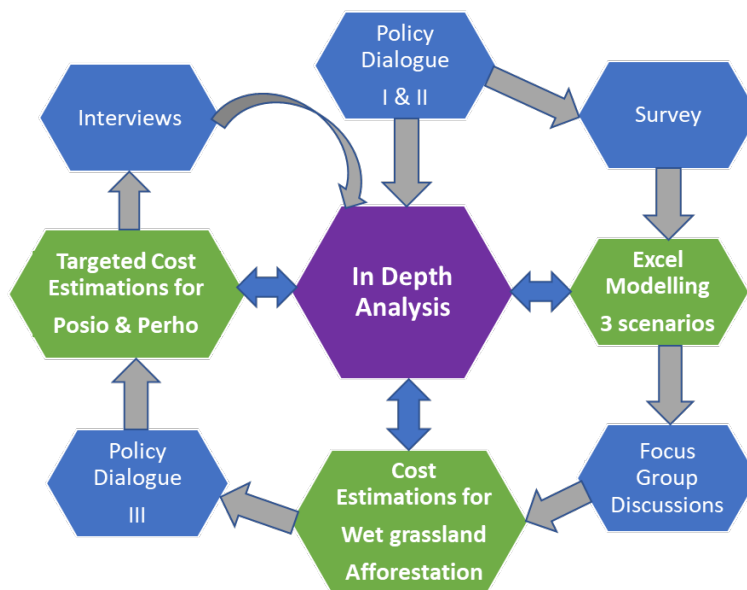 Policy
Dialogue
I & II
Interviews
Survey
Targeted Cost
Estimations for
Posio & Perho
In Depth
Analysis
Excel
Modelling
3 scenarios
Policy
Dialogue
III
Cost
Estimations for
Wet grassland
Afforestation
Focus
Group
Discussions